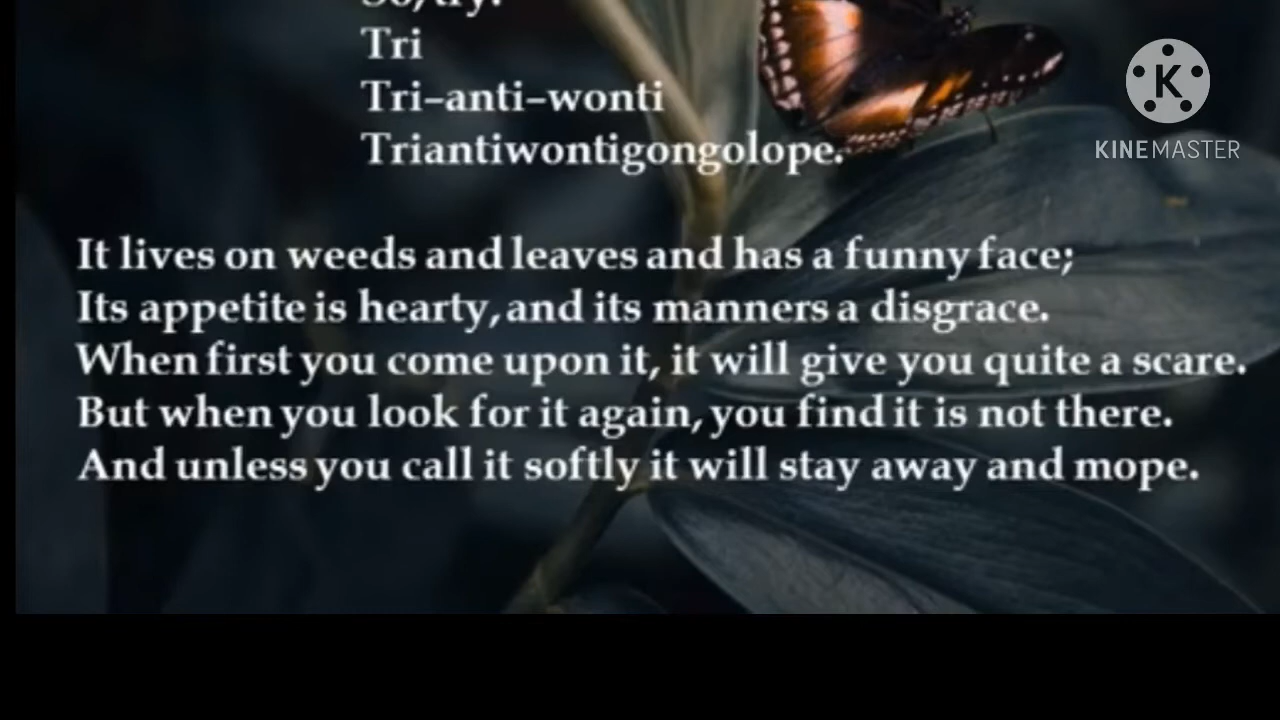 So, try:
Tri
Tri–anti–wonti
Triantiwontigongolope.
It lives on weeds and leaves and has a funny face;
Its appetite is hearty, and its manners a disgrace.
When first you come upon it, it will give you quite a scare.
But when you look for it again, you find it is not there.
And unless you call it softly it will stay away and mope.
K
KINEMASTER